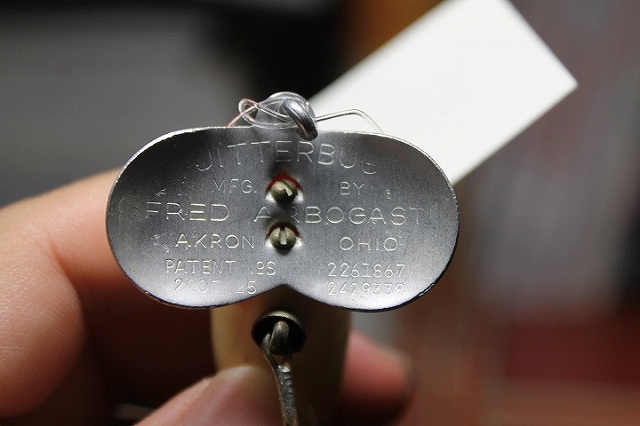 JITTERBUG
MFG. BY
FRED ARBOGAST
AKRON OHIO
PATENT NOS 2261867
2429339